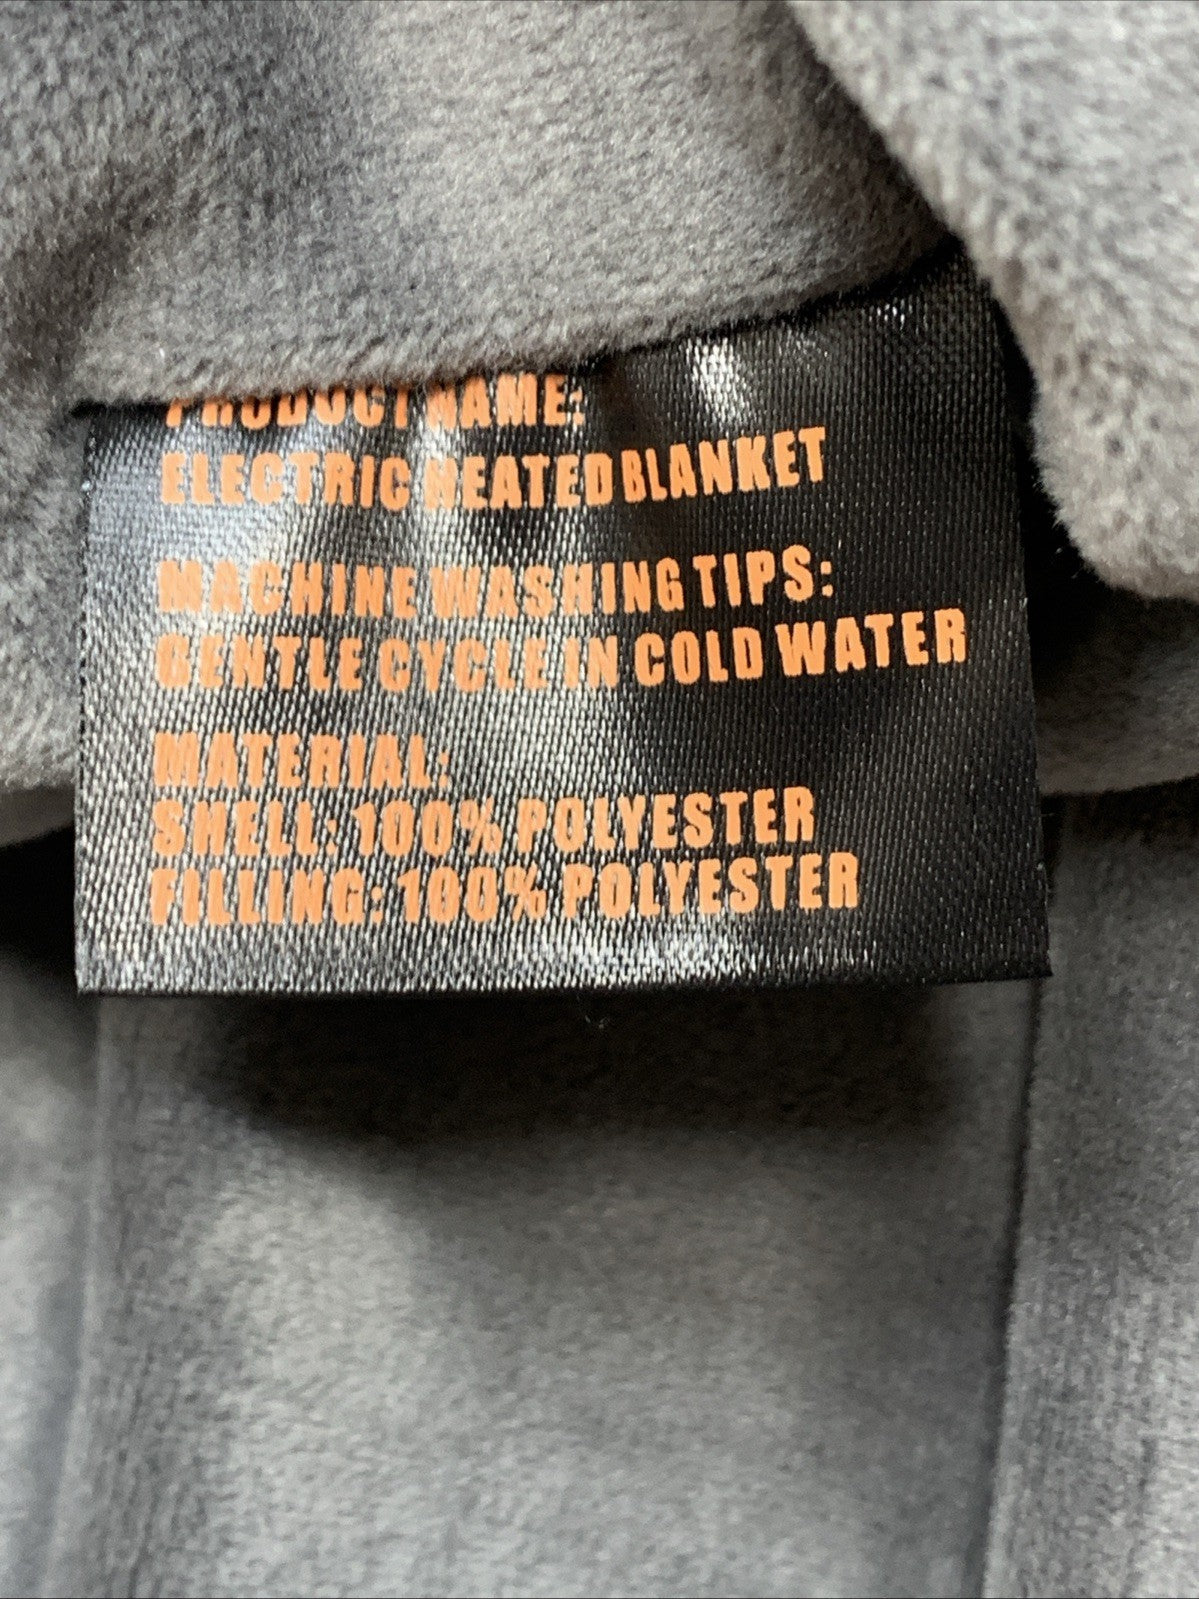 PRODUCT NAME:
ELECTRIC HEATED BLANKET
MACHINE WASHING TIPS:
GENTLE CYCLE IN COLD WATER
MATERIAL:
SHELL: 100% POLYESTER
FILLING: 100% POLYESTER